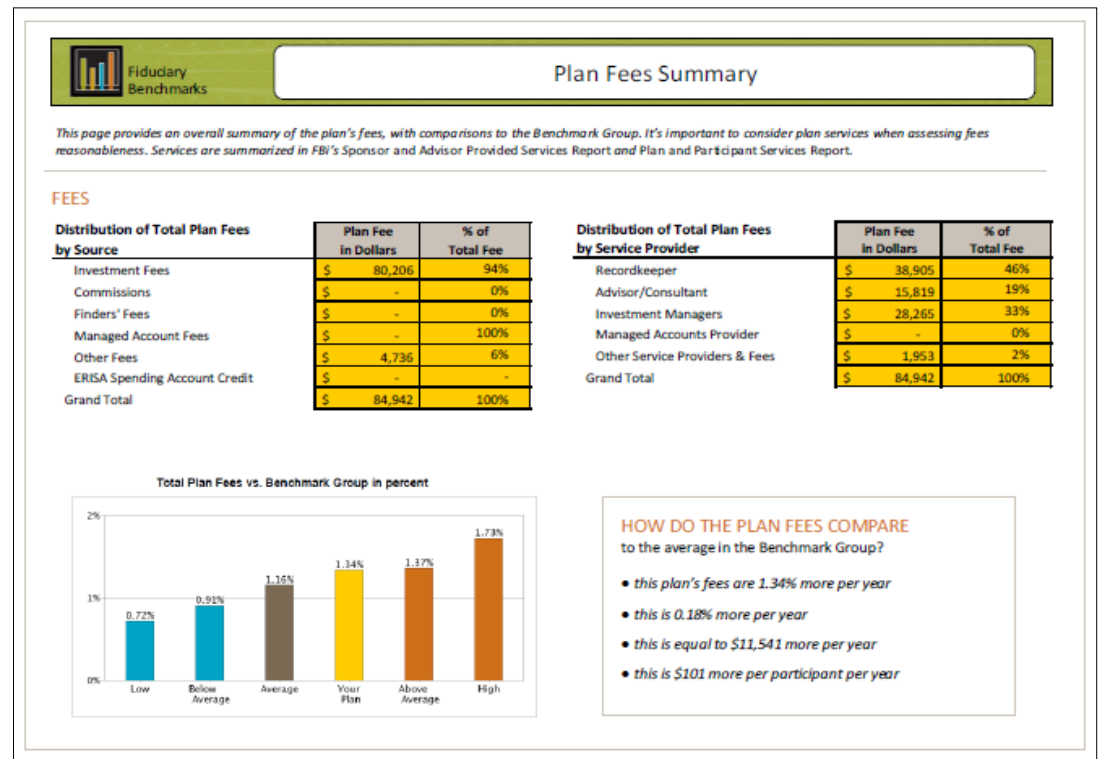 Fiduciary
Benchmarks
Plan Fees Summary
This page provides an overall summary of the plan's fees, with comparisons to the Benchmark Group. It's important to consider plan services when assessing fees
reasonableness. Services are summarized in FBi's Sponsor and Advisor Provided Services Report and Plan and Participant Services Report.
FEES
Distribution of Total Plan Fees Plan Fee % of
by Source in Dollars Total Fee
Investment Fees $ 80,206 94%
Commissions $ - 0%
Finders' Fees $ - 0%
Managed Account Fees $ - 100%
Other Fees $ 4,736 6%
ERISA Spending Account Credit $ - -
Grand Total $ 84,942 100%
Distribution of Total Plan Fees Plan Fee % of
by Service Provider in Dollars Total Fee
Recordkeeper $ 38,905 46%
Advisor/Consultant $ 15,819 19%
Investment Managers $ 28,265 33%
Managed Accounts Provider $ - 0%
Other Service Providers & Fees $ 1,953 2%
Grand Total $ 84,942 100%
Total Plan Fees vs. Benchmark Group in percent
2%
1%
0%
0.72%
0.91%
1.16%
1.34%
1.37%
1.73%
Low Below Average Your Above High
Average Plan Average
HOW DO THE PLAN FEES COMPARE
to the average in the Benchmark Group?
• this plan's fees are 1.34% more per year
• this is 0.18% more per year
• this is equal to $11,541 more per year
• this is $101 more per participant per year